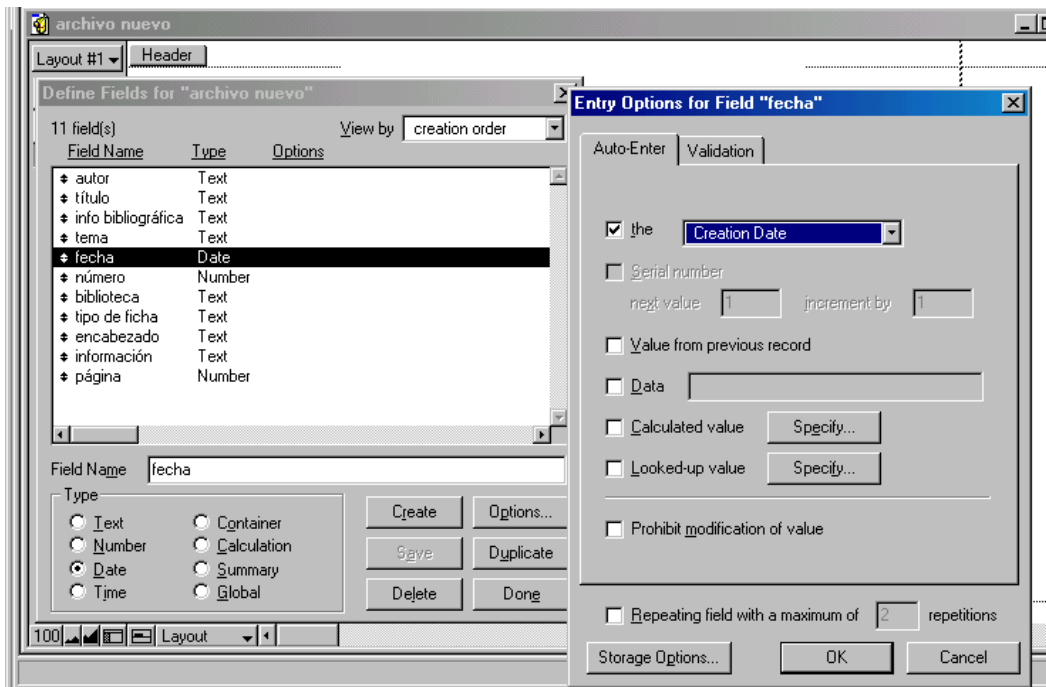 archivo nuevo
Layout #1
Header
Define Fields for "archivo nuevo"
11 field(s)
View by
creation order
Field Name Type Options
autor Text
título Text
info bibliográfica Text
tema Text
fecha Date
número Number
biblioteca Text
tipo de ficha Text
encabezado Text
información Text
página Number
Field Name fecha
Type
Text Container
Number Calculation
Date Summary
Time Global
Create Options...
Save Duplicate
Delete Done
100 Layout
Entry Options for Field "fecha"
Auto-Enter Validation
the Creation Date
Serial number
next value 1 increment by 1
Value from previous record
Data
Calculated value Specify...
Looked-up value Specify...
Prohibit modification of value
Repeating field with a maximum of 2 repetitions
Storage Options... OK Cancel